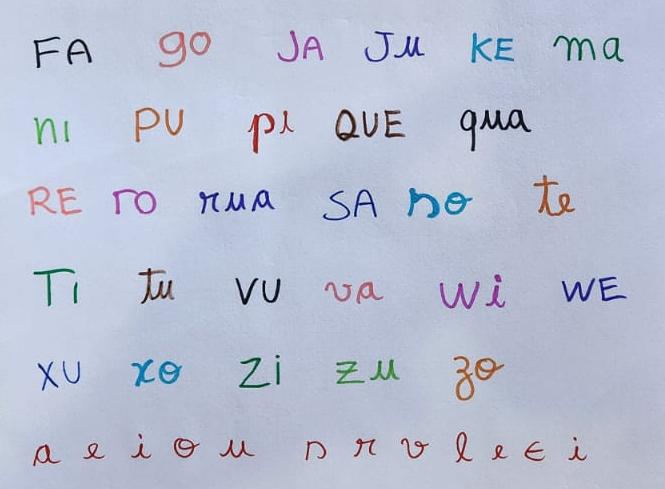 FA go JA Ju KE ma
ni PU pi QUE qua
RE ro rua SA so te
Ti tu VU va wi WE
XU xo Zi zu zo
a e i o u s r v l e є i